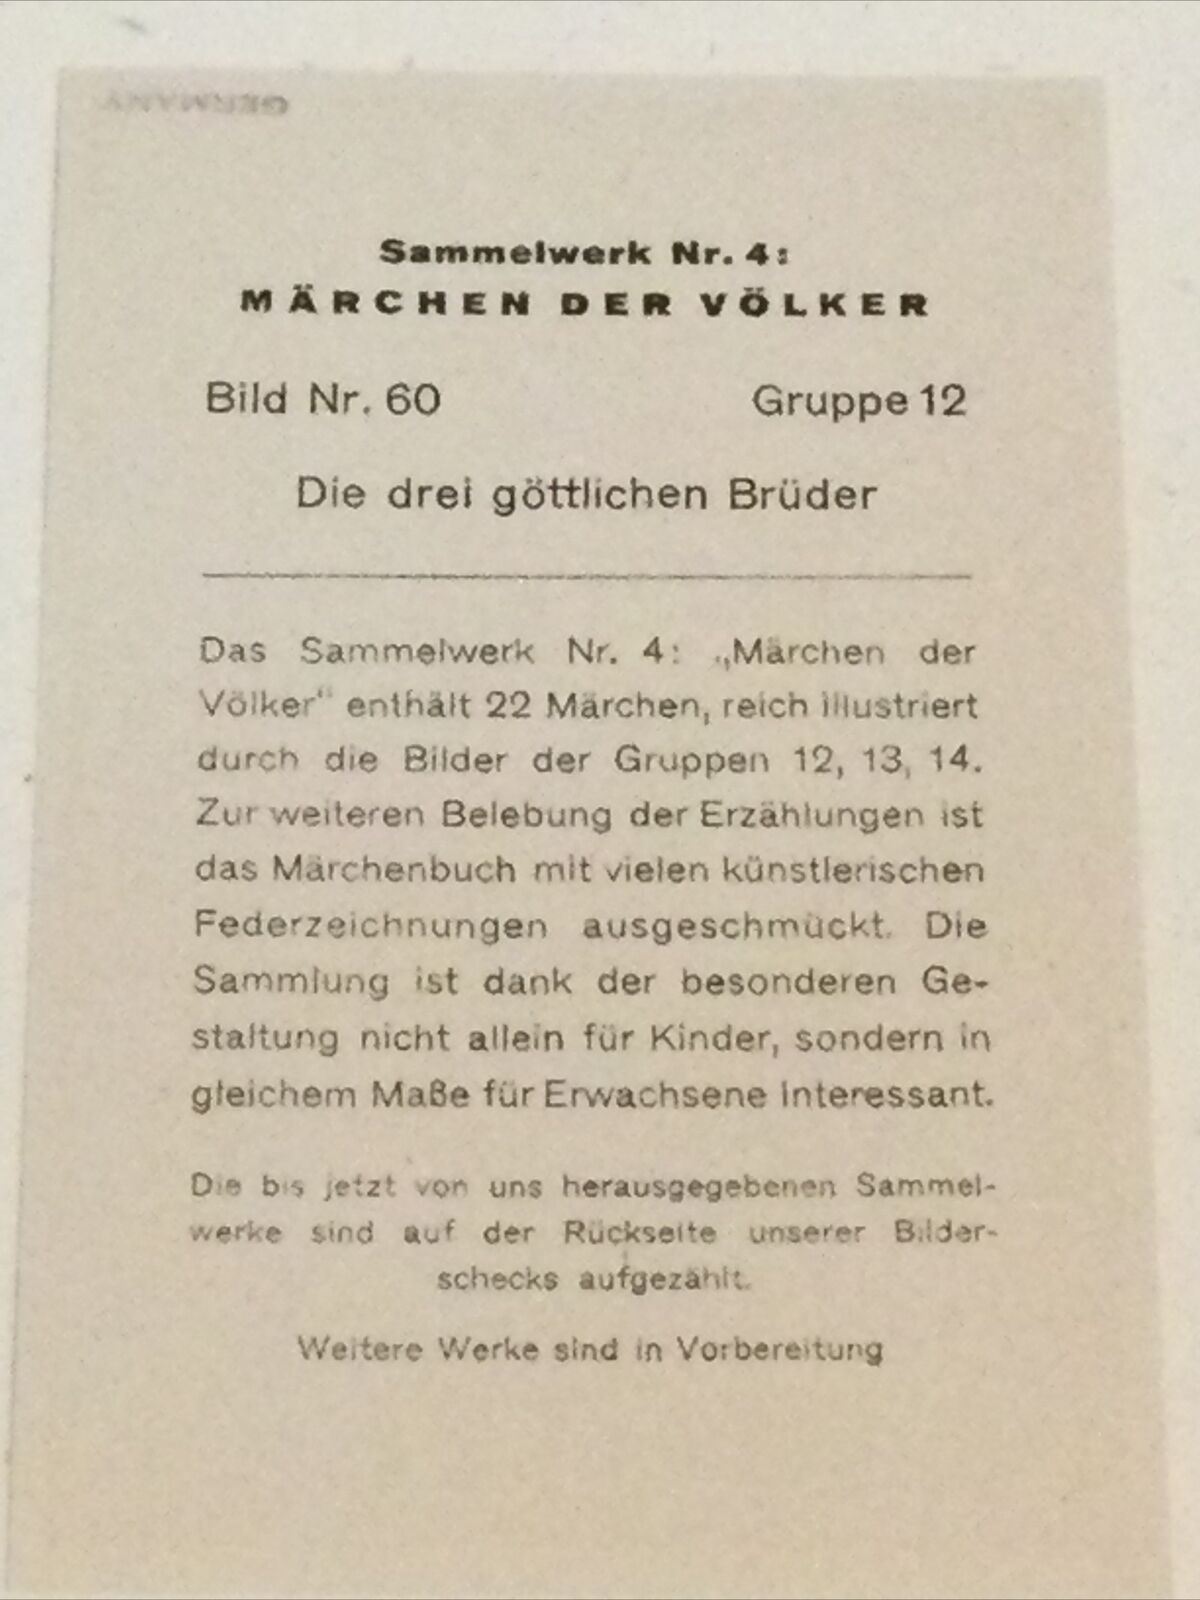 GERMANY
Sammelwerk Nr. 4:
MÄRCHEN DER VÖLKER
Bild Nr. 60 Gruppe 12
Die drei göttlichen Brüder
Das Sammelwerk Nr. 4: „Märchen der
Völker“ enthält 22 Märchen, reich illustriert
durch die Bilder der Gruppen 12, 13, 14.
Zur weiteren Belebung der Erzählungen ist
das Märchenbuch mit vielen künstlerischen
Federzeichnungen ausgeschmückt. Die
Sammlung ist dank der besonderen Ge-
staltung nicht allein für Kinder, sondern in
gleichem Maße für Erwachsene interessant.
Die bis jetzt von uns herausgegebenen Sammel-
werke sind auf der Rückseite unserer Bilder-
schecks aufgezählt.
Weitere Werke sind in Vorbereitung